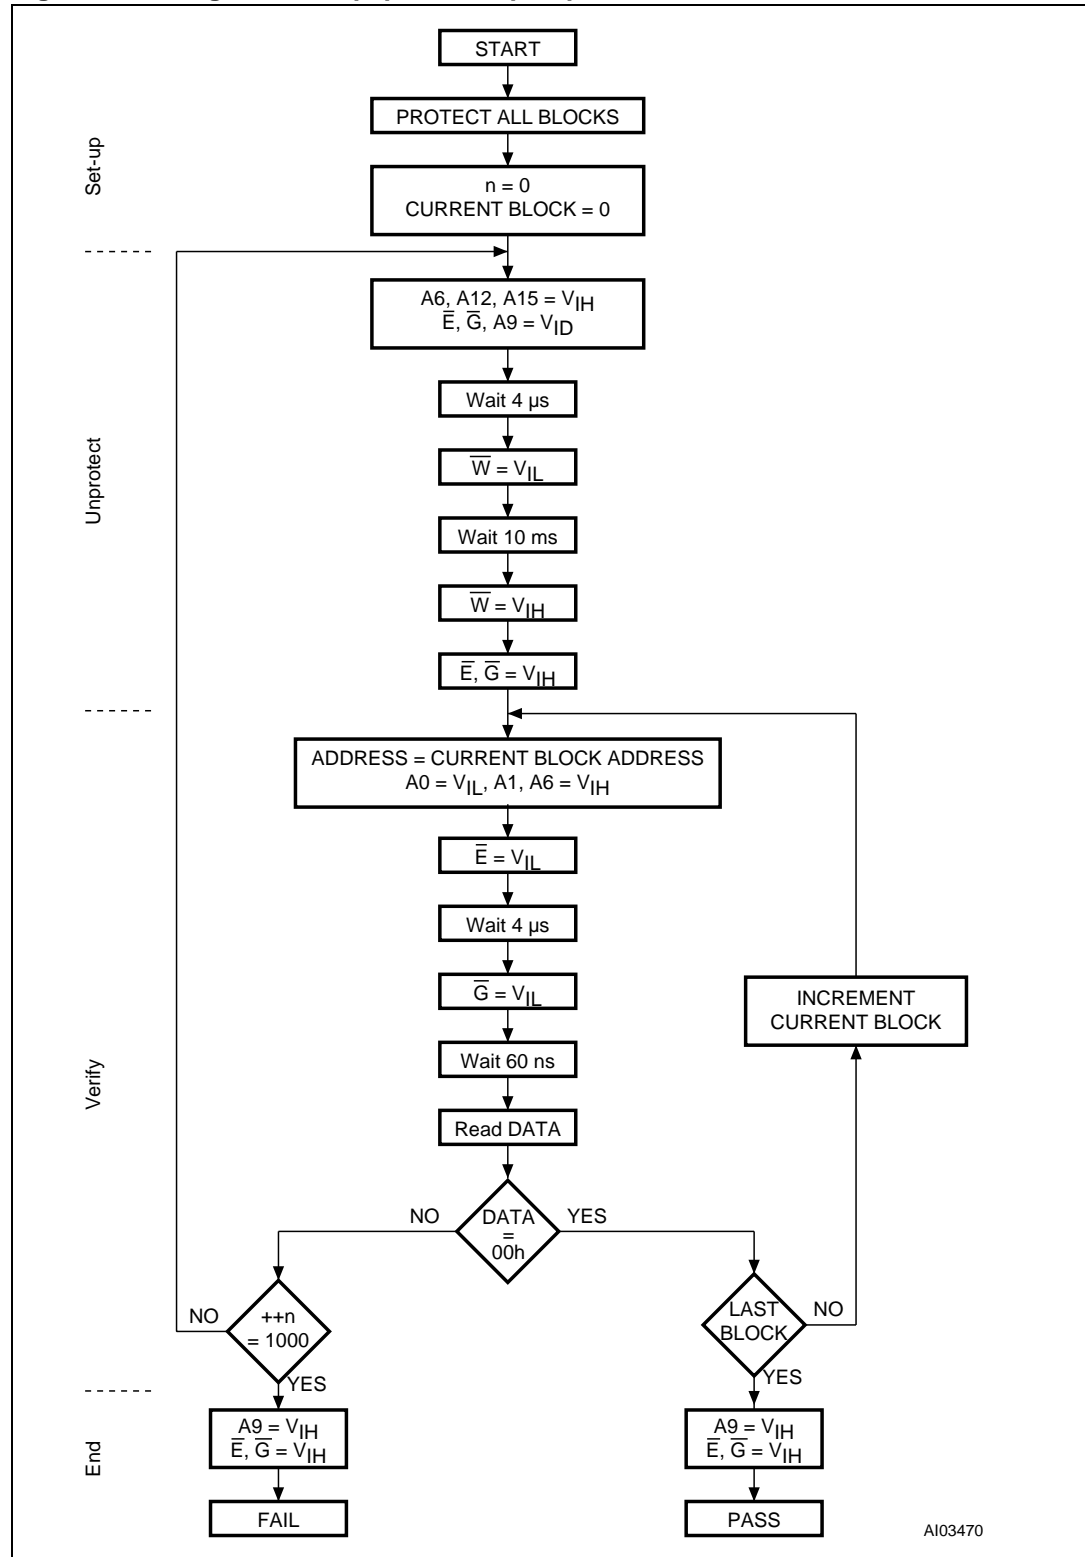 START
PROTECT ALL BLOCKS
Set-up
n = 0
CURRENT BLOCK = 0
A6, A12, A15 = VIH
E̅, G̅, A9 = VID
Wait 4 µs
Unprotect
W̅ = VIL
Wait 10 ms
W̅ = VIH
E̅, G̅ = VIH
ADDRESS = CURRENT BLOCK ADDRESS
A0 = VIL, A1, A6 = VIH
E̅ = VIL
Wait 4 µs
G̅ = VIL
INCREMENT
CURRENT BLOCK
Wait 60 ns
Verify
Read DATA
NO
DATA
=
00h
YES
NO
++n
= 1000
LAST
BLOCK
NO
YES
YES
End
A9 = VIH
E̅, G̅ = VIH
A9 = VIH
E̅, G̅ = VIH
FAIL
PASS
AI03470